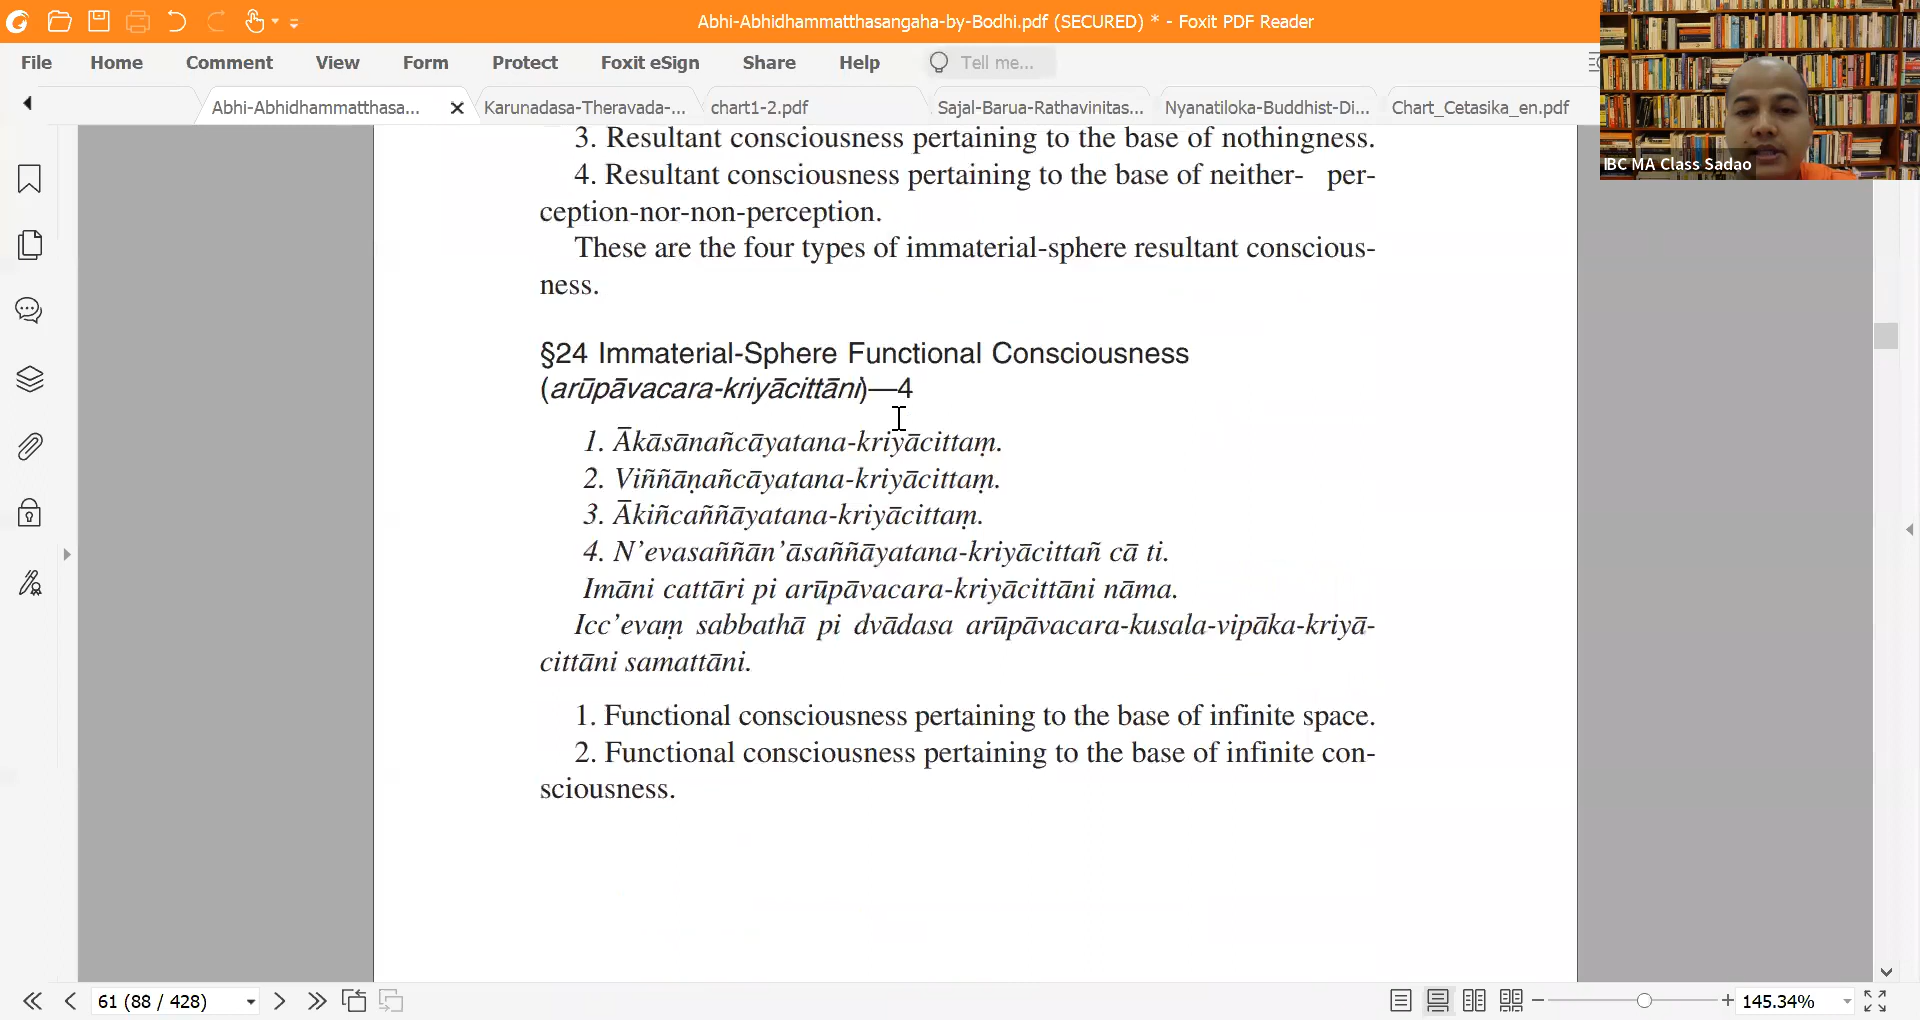 Abhi-Abhidhammatthasangaha-by-Bodhi.pdf (SECURED) * - Foxit PDF Reader
File Home Comment View Form Protect Foxit eSign Share Help Tell me...
Abhi-Abhidhammatthasa... Karunadasa-Theravada-... chart1-2.pdf Sajal-Barua-Rathavinitas... Nyanatiloka-Buddhist-Di... Chart_Cetasika_en.pdf
IBC MA Class Sadao
3. Resultant consciousness pertaining to the base of nothingness.
4. Resultant consciousness pertaining to the base of neither- per-
ception-nor-non-perception.
These are the four types of immaterial-sphere resultant conscious-
ness.
§24 Immaterial-Sphere Functional Consciousness
(arūpāvacara-kriyācittāni)—4
1. Ākāsānañcāyatana-kriyācittaṃ.
2. Viññāṇañcāyatana-kriyācittaṃ.
3. Ākiñcaññāyatana-kriyācittaṃ.
4. N’evasaññān’āsaññāyatana-kriyācittañ cā ti.
Imāni cattāri pi arūpāvacara-kriyācittāni nāma.
Icc’evaṃ sabbathā pi dvādasa arūpāvacara-kusala-vipāka-kriyā-
cittāni samattāni.
1. Functional consciousness pertaining to the base of infinite space.
2. Functional consciousness pertaining to the base of infinite con-
sciousness.
61 (88 / 428) 145.34%